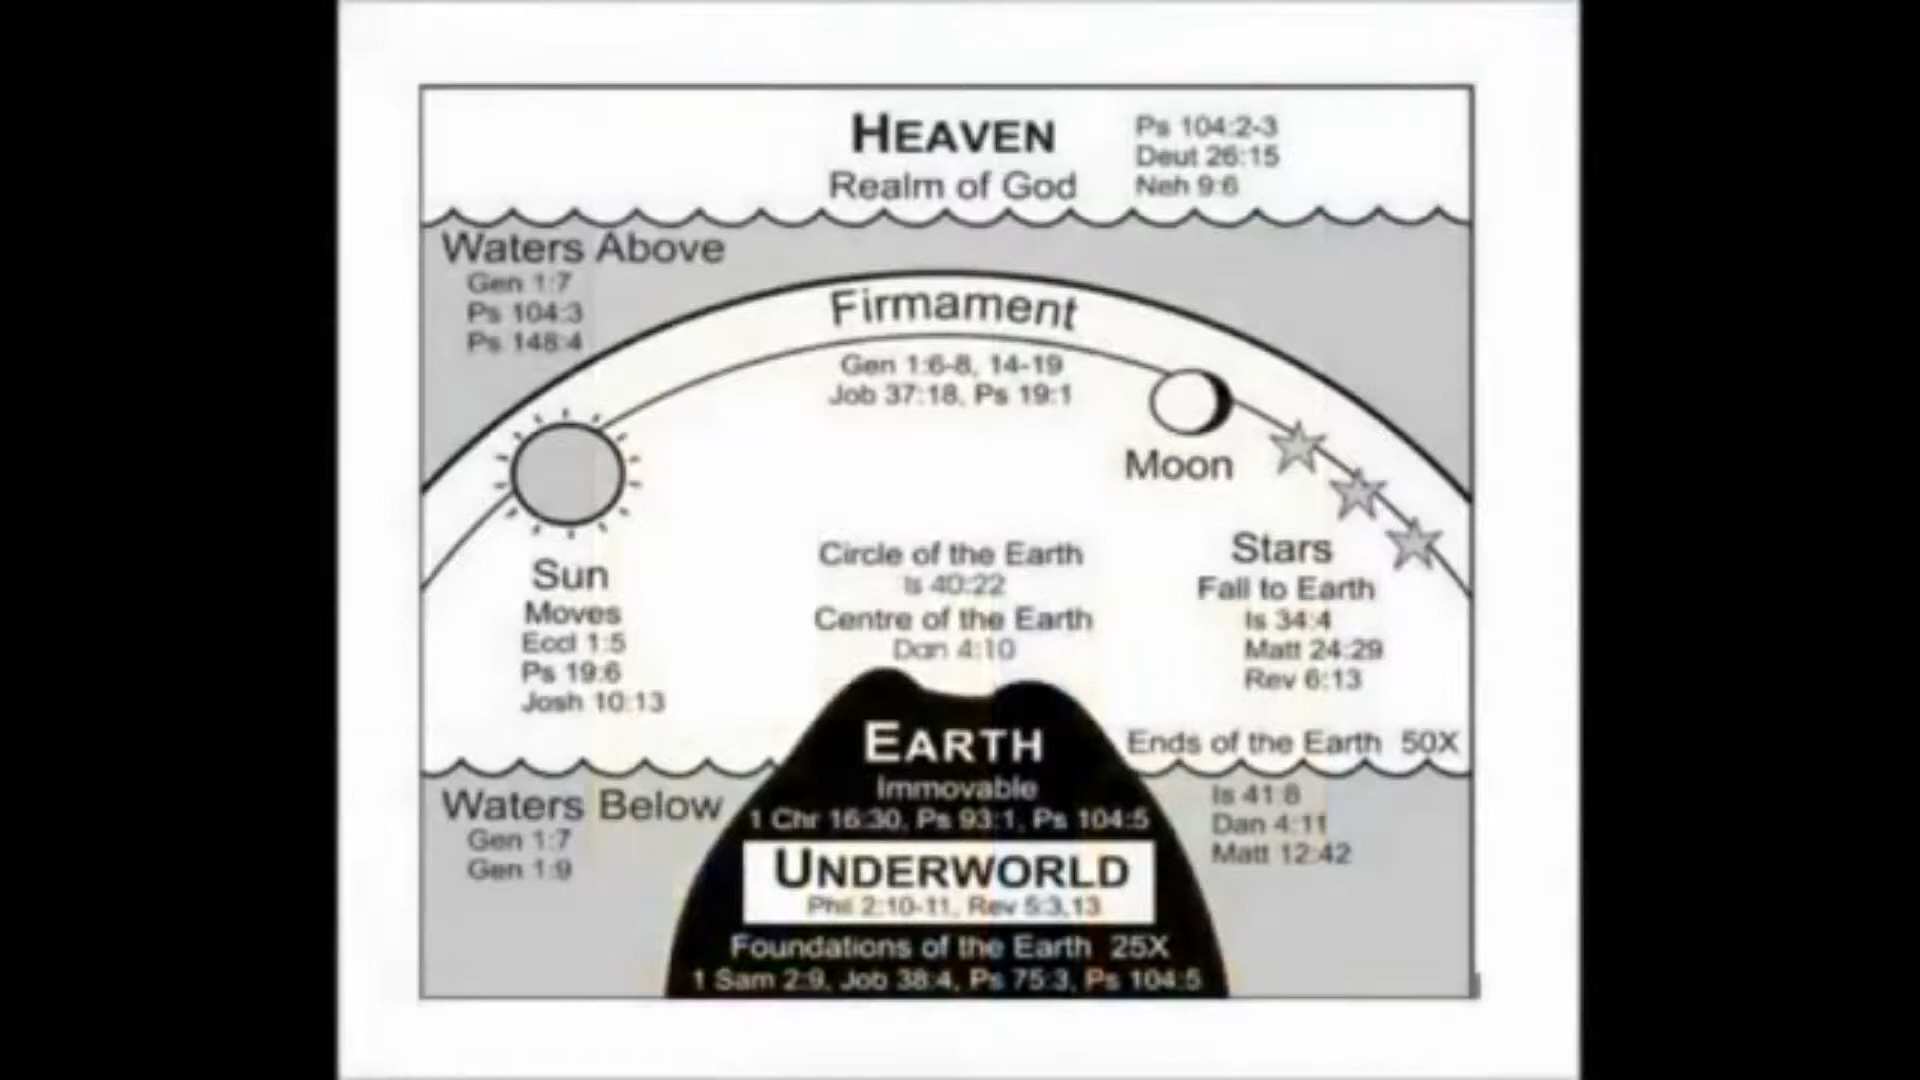 HEAVEN
Realm of God
Ps 104:2-3
Deut 26:15
Neh 9:6
Waters Above
Gen 1:7
Ps 104:3
Ps 148:4
Firmament
Gen 1:6-8, 14-19
Job 37:18, Ps 19:1
Moon
Sun
Moves
Eccl 1:5
Ps 19:6
Josh 10:13
Circle of the Earth
Is 40:22
Centre of the Earth
Dan 4:10
Stars
Fall to Earth
Is 34:4
Matt 24:29
Rev 6:13
EARTH
Immovable
1 Chr 16:30, Ps 93:1, Ps 104:5
Ends of the Earth 50X
Is 41:8
Dan 4:11
Matt 12:42
Waters Below
Gen 1:7
Gen 1:9
UNDERWORLD
Phil 2:10-11, Rev 5:3,13
Foundations of the Earth 25X
1 Sam 2:9, Job 38:4, Ps 75:3, Ps 104:5